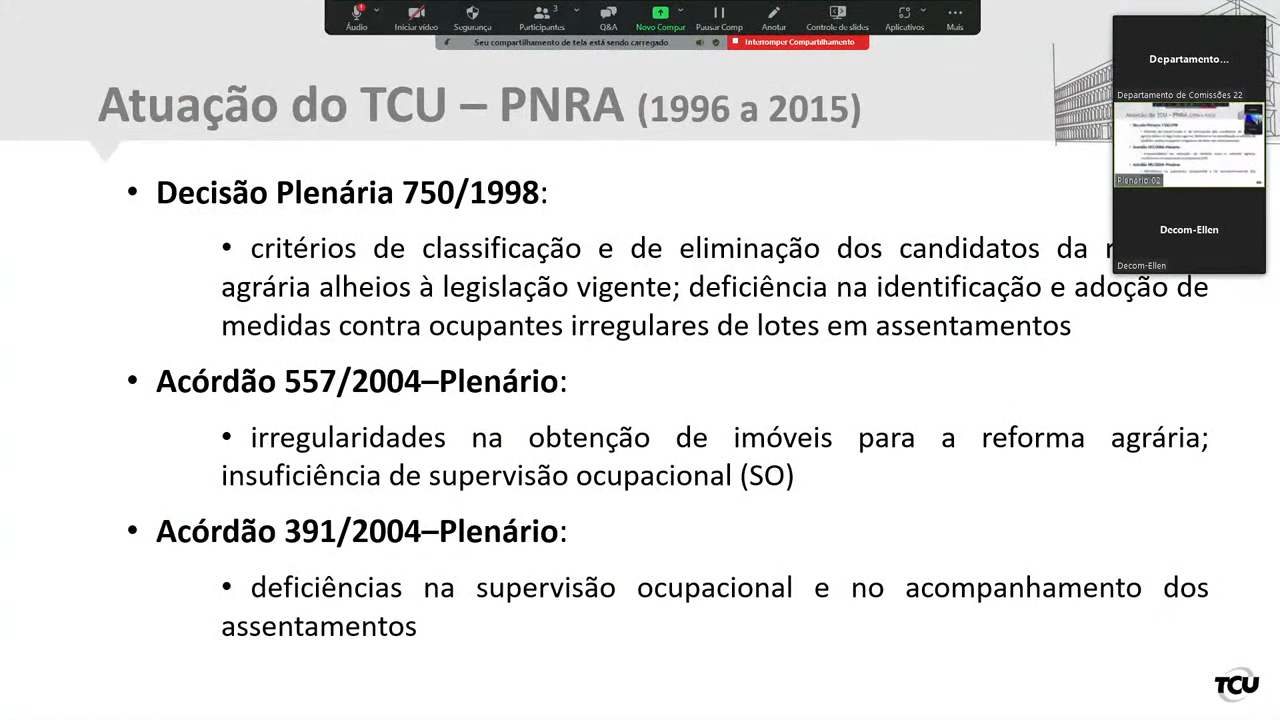 Áudio
Iniciar vídeo
Segurança
Participantes
3
Q&A
Novo Compar
Pausar Comp
Anotar
Controle de slides
Aplicativos
Mais
Seu compartilhamento de tela está sendo carregado
Interromper Compartilhamento
Departamento...
Departamento de Comissões 22
Plenário 02
Decom-Ellen
Decom-Ellen
Atuação do TCU – PNRA (1996 a 2015)
• Decisão Plenária 750/1998:
• critérios de classificação e de eliminação dos candidatos da
agrária alheios à legislação vigente; deficiência na identificação e adoção de
medidas contra ocupantes irregulares de lotes em assentamentos
• Acórdão 557/2004–Plenário:
• irregularidades na obtenção de imóveis para a reforma agrária;
insuficiência de supervisão ocupacional (SO)
• Acórdão 391/2004–Plenário:
• deficiências na supervisão ocupacional e no acompanhamento dos
assentamentos
TCU